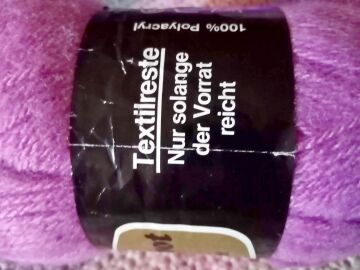 Textilreste
Nur solange
der Vorrat
reicht
100% Polyacryl